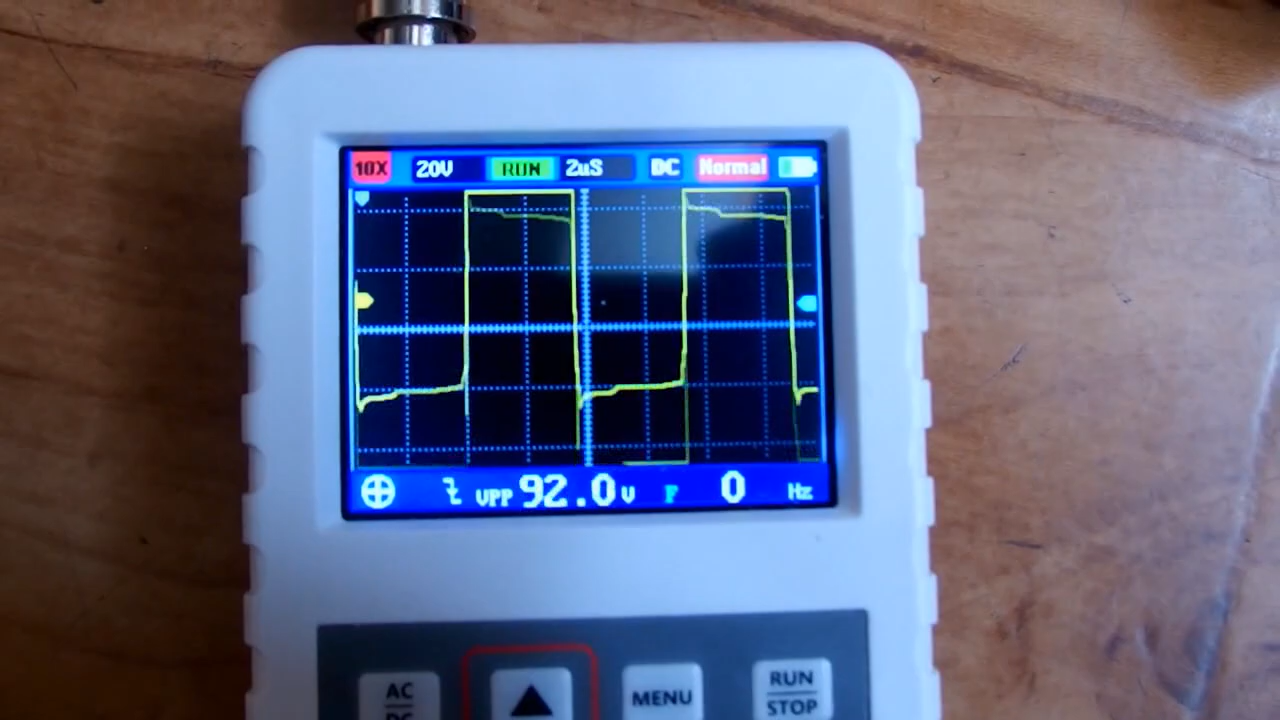 10X 20V RUN 2uS DC Normal
VPP 92.0V F 0 Hz
AC
DC
MENU
RUN
STOP